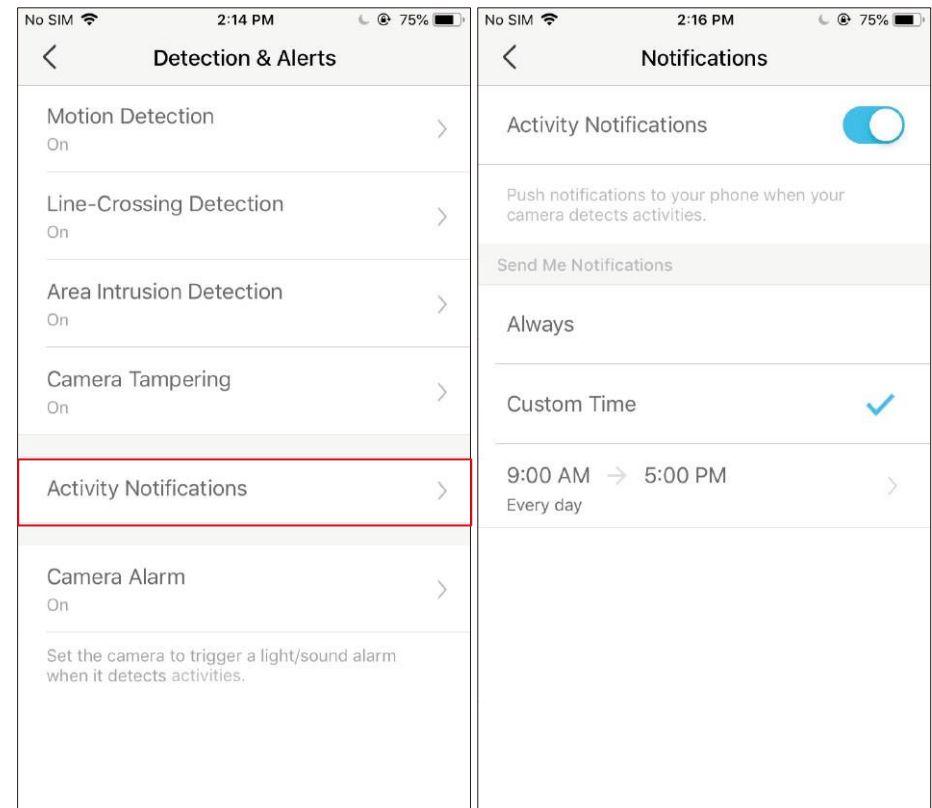 No SIM 2:14 PM 75%
Detection & Alerts
Motion Detection
On
Line-Crossing Detection
On
Area Intrusion Detection
On
Camera Tampering
On
Activity Notifications
Camera Alarm
On
Set the camera to trigger a light/sound alarm
when it detects activities.
No SIM 2:16 PM 75%
Notifications
Activity Notifications
Push notifications to your phone when your
camera detects activities.
Send Me Notifications
Always
Custom Time
9:00 AM → 5:00 PM
Every day